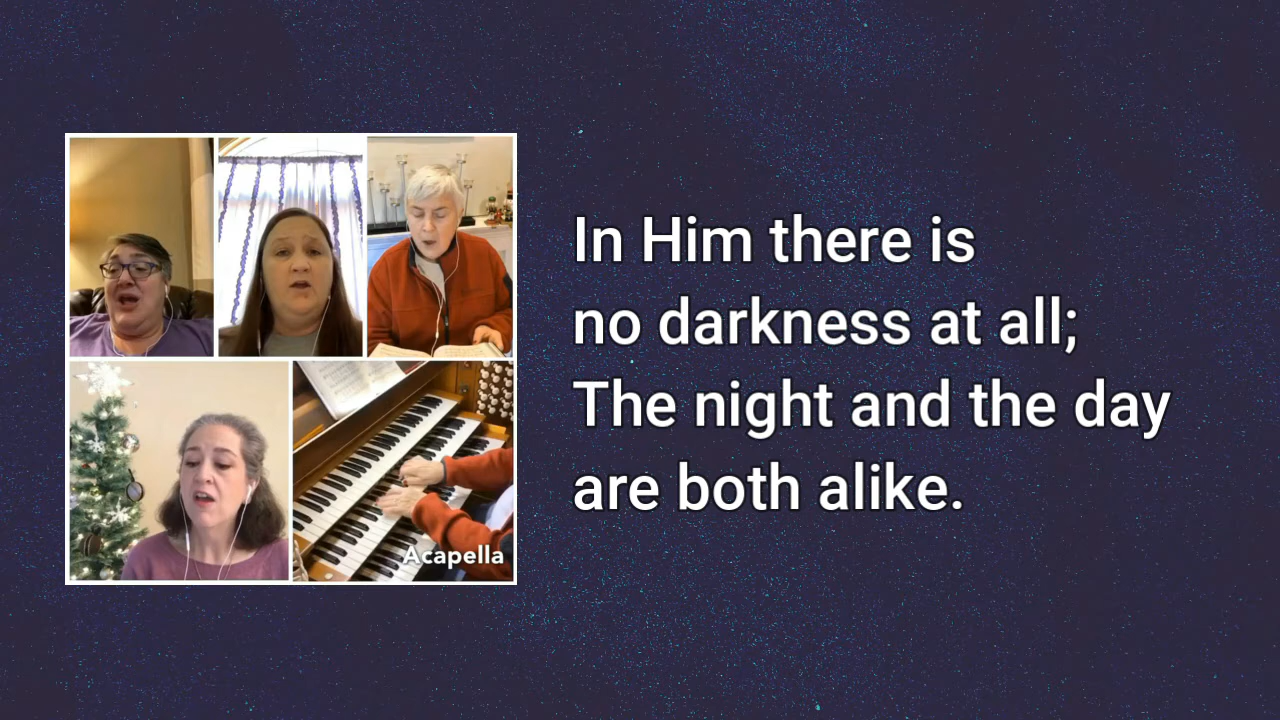 In Him there is
no darkness at all;
The night and the day
are both alike.
Acapella